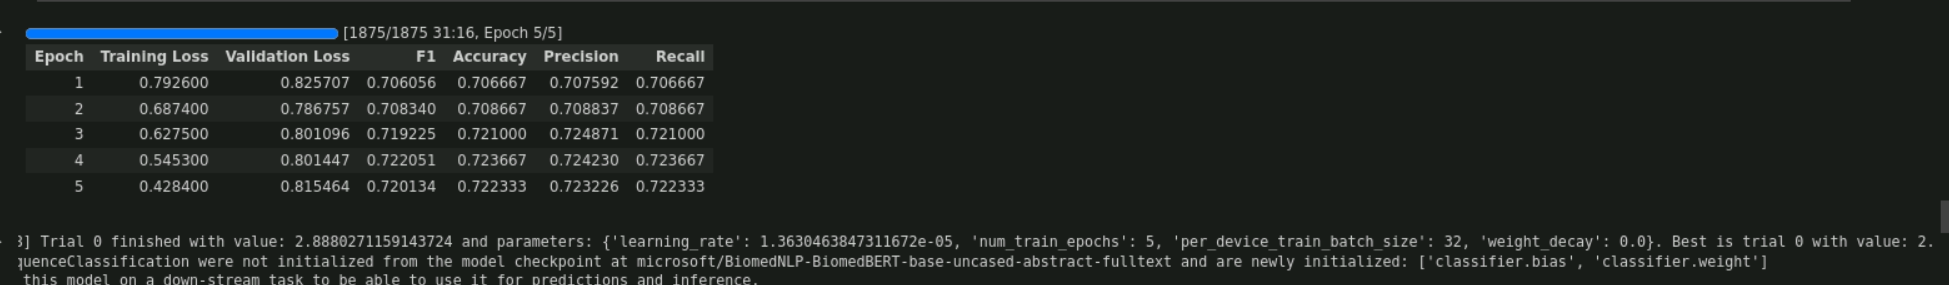 [1875/1875 31:16, Epoch 5/5]
Epoch Training Loss Validation Loss F1 Accuracy Precision Recall
1 0.792600 0.825707 0.706056 0.706667 0.707592 0.706667
2 0.687400 0.786757 0.708340 0.708667 0.708837 0.708667
3 0.627500 0.801096 0.719225 0.721000 0.724871 0.721000
4 0.545300 0.801447 0.722051 0.723667 0.724230 0.723667
5 0.428400 0.815464 0.720134 0.722333 0.723226 0.722333
] Trial 0 finished with value: 2.8880271159143724 and parameters: {'learning_rate': 1.3630463847311672e-05, 'num_train_epochs': 5, 'per_device_train_batch_size': 32, 'weight_decay': 0.0}. Best is trial 0 with value: 2.
quenceClassification were not initialized from the model checkpoint at microsoft/BiomedNLP-BiomedBERT-base-uncased-abstract-fulltext and are newly initialized: ['classifier.bias', 'classifier.weight']
this model on a down-stream task to be able to use it for predictions and inference.